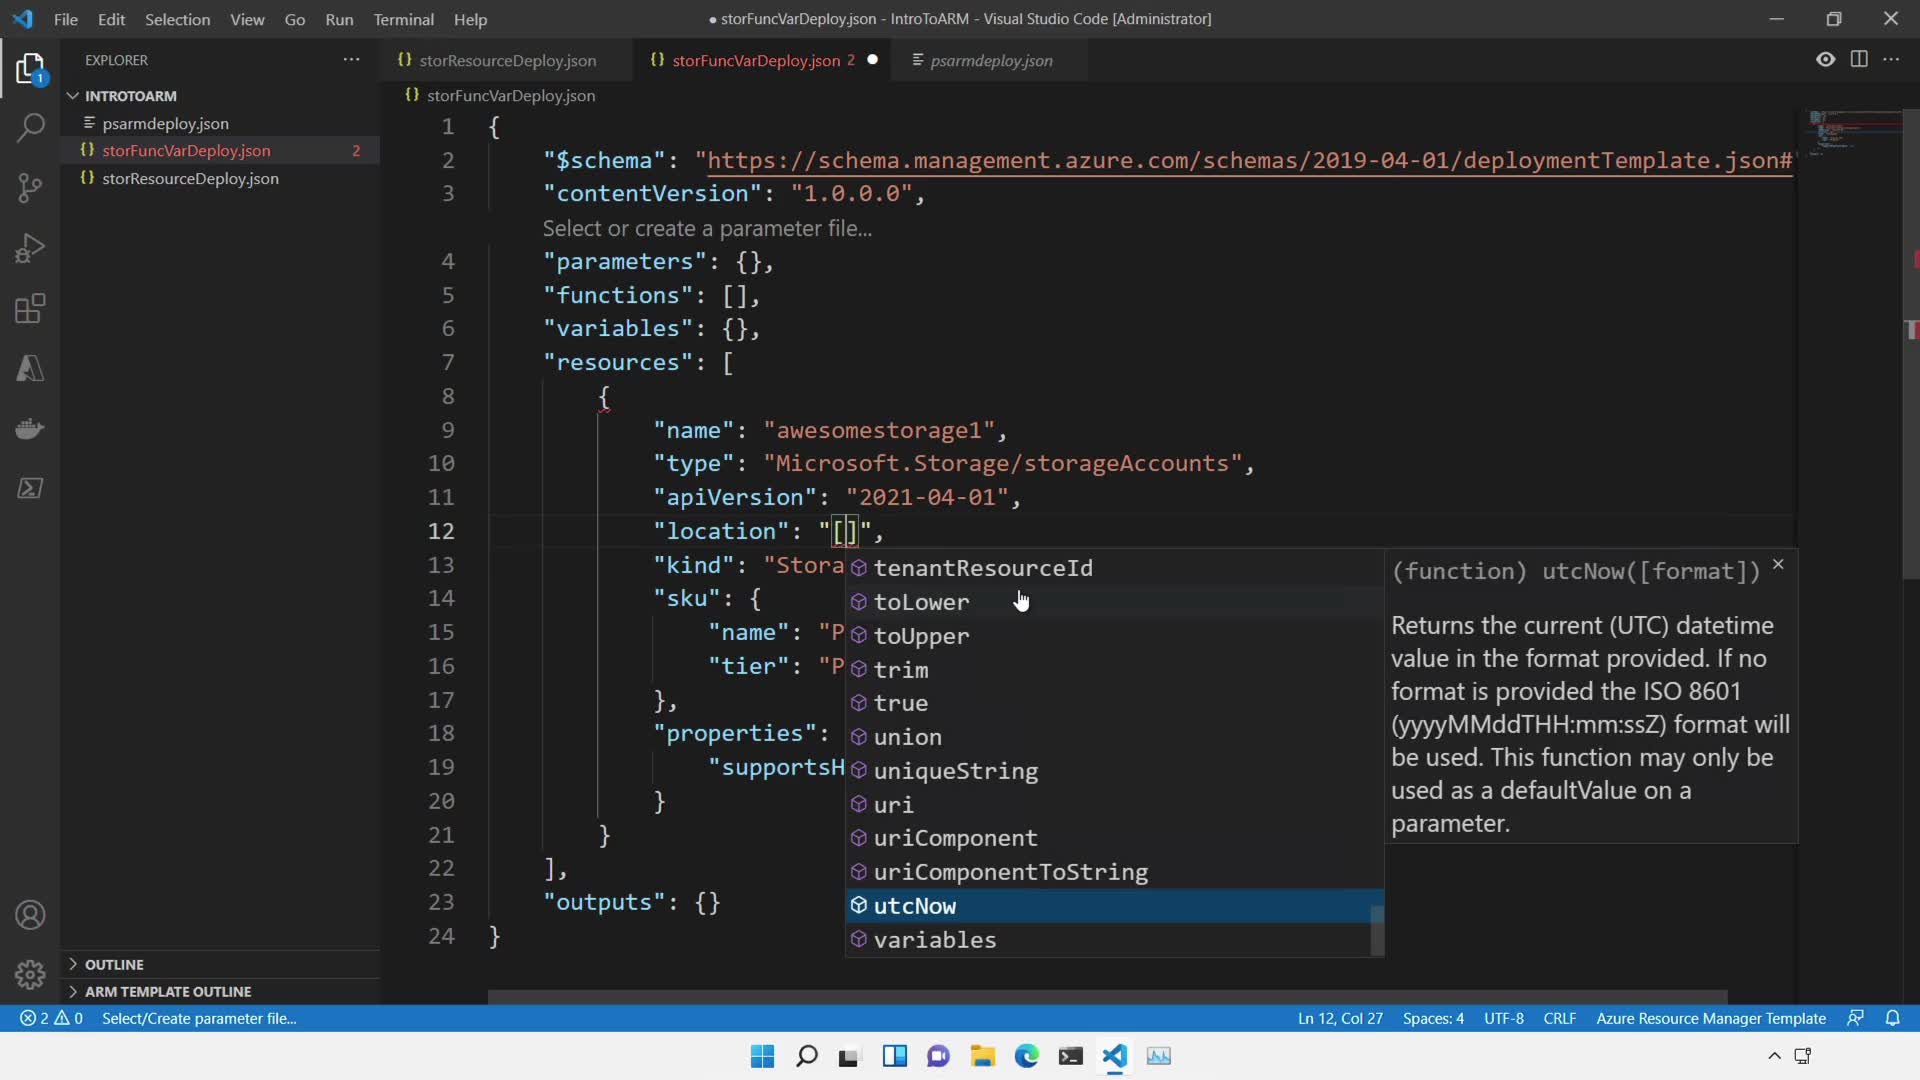 File Edit Selection View Go Run Terminal Help
● storFuncVarDeploy.json - IntroToARM - Visual Studio Code [Administrator]
EXPLORER
storResourceDeploy.json
storFuncVarDeploy.json 2
psarmdeploy.json
1
INTROTOARM
psarmdeploy.json
storFuncVarDeploy.json 2
storResourceDeploy.json
storFuncVarDeploy.json
1 {
2 "$schema": "https://schema.management.azure.com/schemas/2019-04-01/deploymentTemplate.json#
3 "contentVersion": "1.0.0.0",
Select or create a parameter file...
4 "parameters": {},
5 "functions": [],
6 "variables": {},
7 "resources": [
8 {
9 "name": "awesomestorage1",
10 "type": "Microsoft.Storage/storageAccounts",
11 "apiVersion": "2021-04-01",
12 "location": "[]",
13 "kind": "Stora
14 "sku": {
15 "name": "P
16 "tier": "P
17 },
18 "properties":
19 "supportsH
20 }
21 }
22 ],
23 "outputs": {}
24 }
tenantResourceId
toLower
toUpper
trim
true
union
uniqueString
uri
uriComponent
uriComponentToString
utcNow
variables
(function) utcNow([format])
Returns the current (UTC) datetime
value in the format provided. If no
format is provided the ISO 8601
(yyyyMMddTHH:mm:ssZ) format will
be used. This function may only be
used as a defaultValue on a
parameter.
OUTLINE
ARM TEMPLATE OUTLINE
2 0 Select/Create parameter file...
Ln 12, Col 27 Spaces: 4 UTF-8 CRLF Azure Resource Manager Template